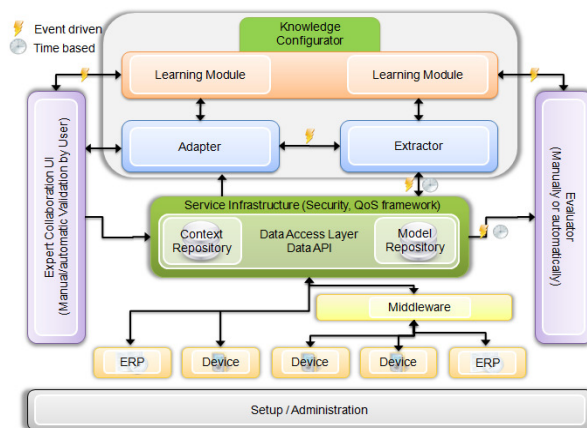 Event driven
Time based
Knowledge
Configurator
Learning Module
Learning Module
Adapter
Extractor
Expert Collaboration UI
(Manual/automatic Validation by User)
Evaluator
(Manually or automatically)
Service Infrastructure (Security, QoS framework)
Context
Repository
Data Access Layer
Data API
Model
Repository
Middleware
ERP
Device
Device
Device
ERP
Setup / Administration